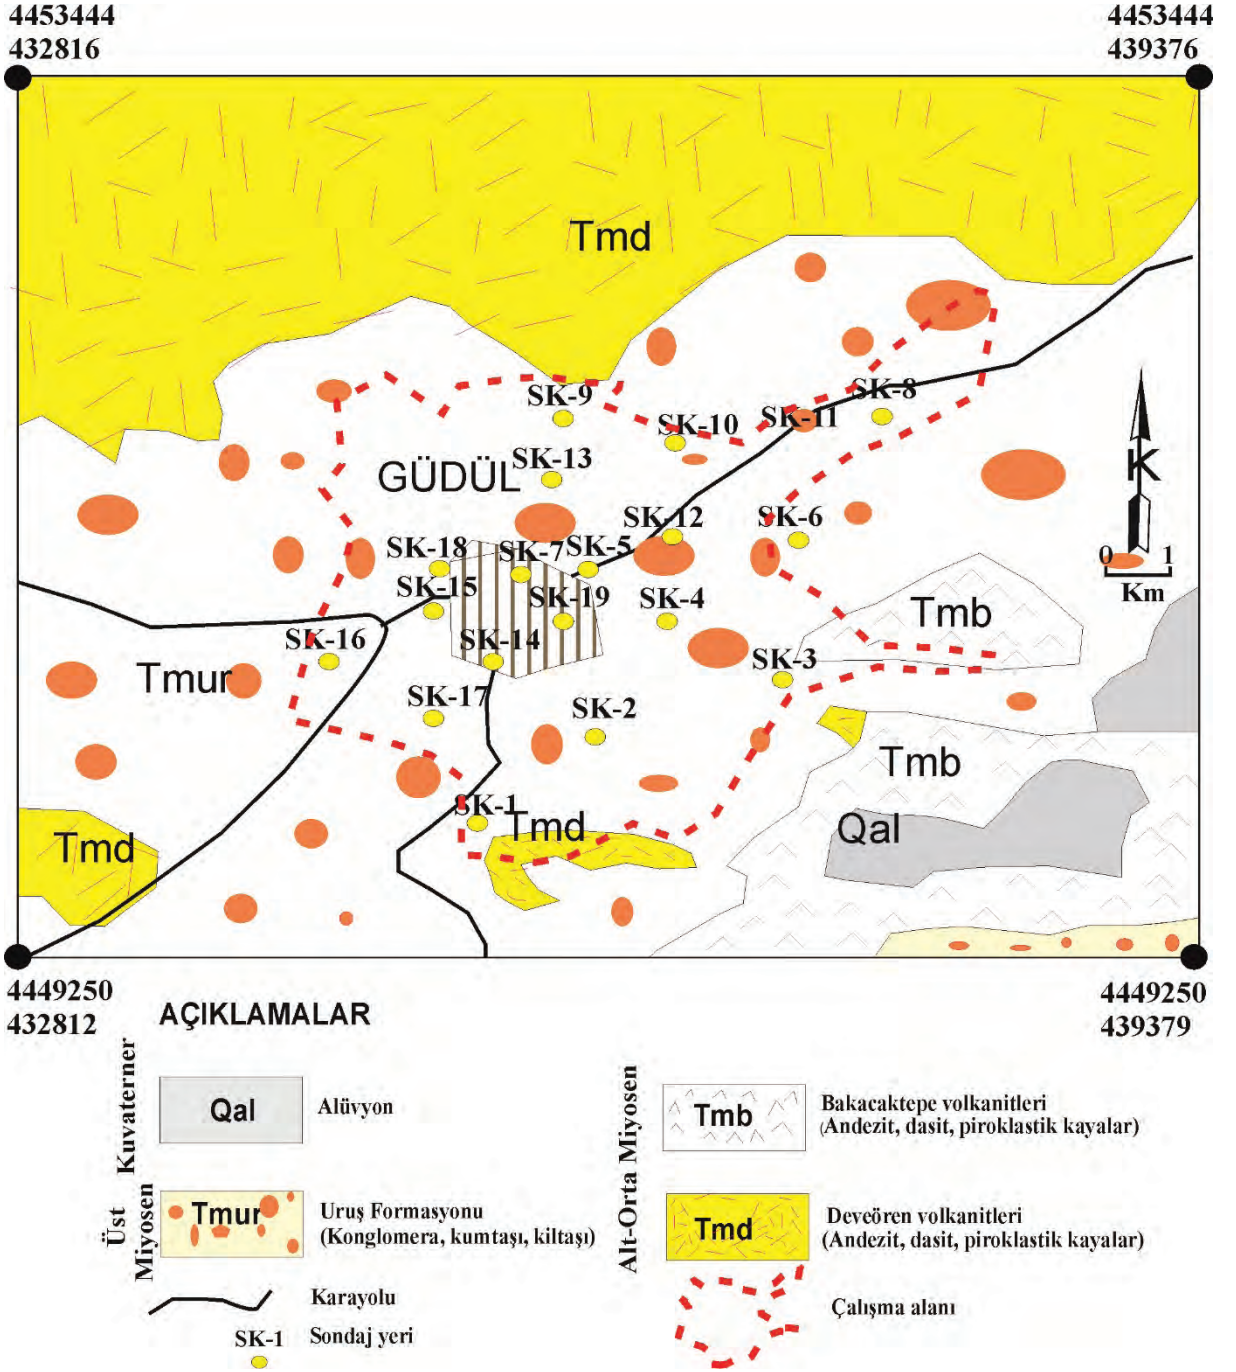 4453444
432816
4453444
439376
Tmd
SK-9
SK-8
SK-11
SK-10
GÜDÜL
SK-13
K
SK-12
SK-6
SK-18
SK-7
SK-5
0 1
Km
SK-15
SK-19
SK-4
Tmb
SK-16
SK-14
SK-3
Tmur
SK-17
SK-2
Tmb
SK-1
Tmd
Qal
Tmd
4449250
432812
4449250
439379
AÇIKLAMALAR
Kuvaterner
Qal
Alüvyon
Üst
Miyosen
Tmur
Uruş Formasyonu
(Konglomera, kumtaşı, kiltaşı)
Karayolu
SK-1
Sondaj yeri
Alt-Orta Miyosen
Tmb
Bakacaktepe volkanitleri
(Andezit, dasit, piroklastik kayalar)
Tmd
Deveören volkanitleri
(Andezit, dasit, piroklastik kayalar)
Çalışma alanı